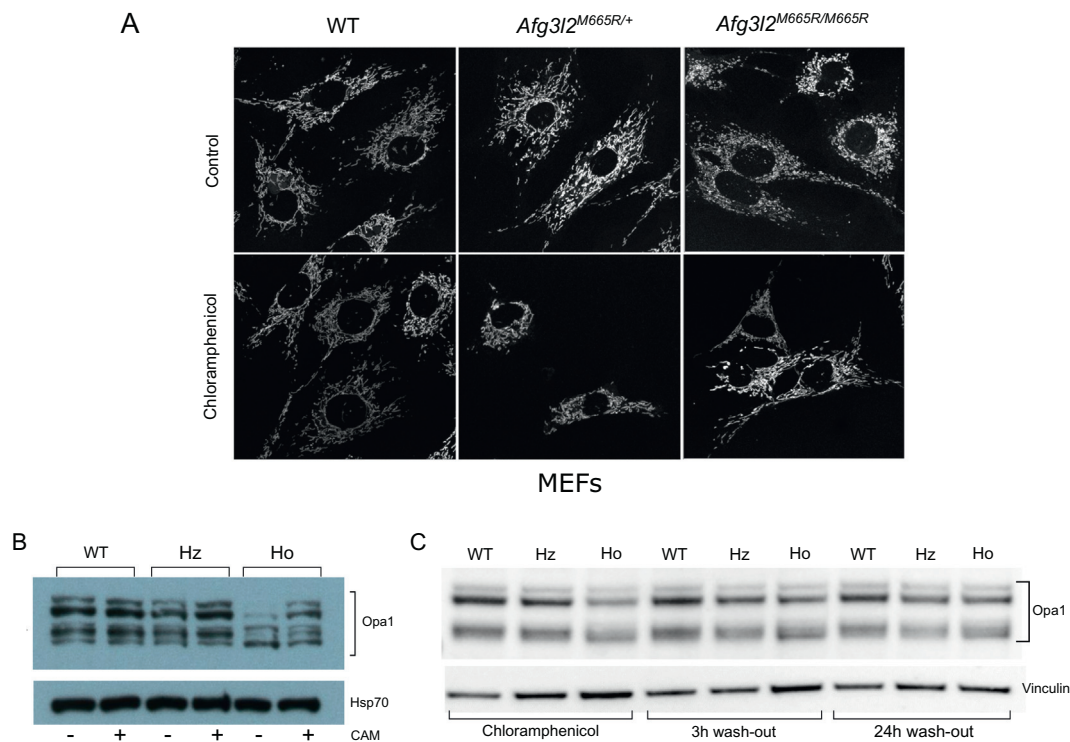 A
WT
Afg3l2M665R/+
Afg3l2M665R/M665R
Control
Chloramphenicol
MEFs
B
WT Hz Ho
Opa1
Hsp70
- + - + - + CAM
C
WT Hz Ho WT Hz Ho WT Hz Ho
Opa1
Vinculin
Chloramphenicol 3h wash-out 24h wash-out